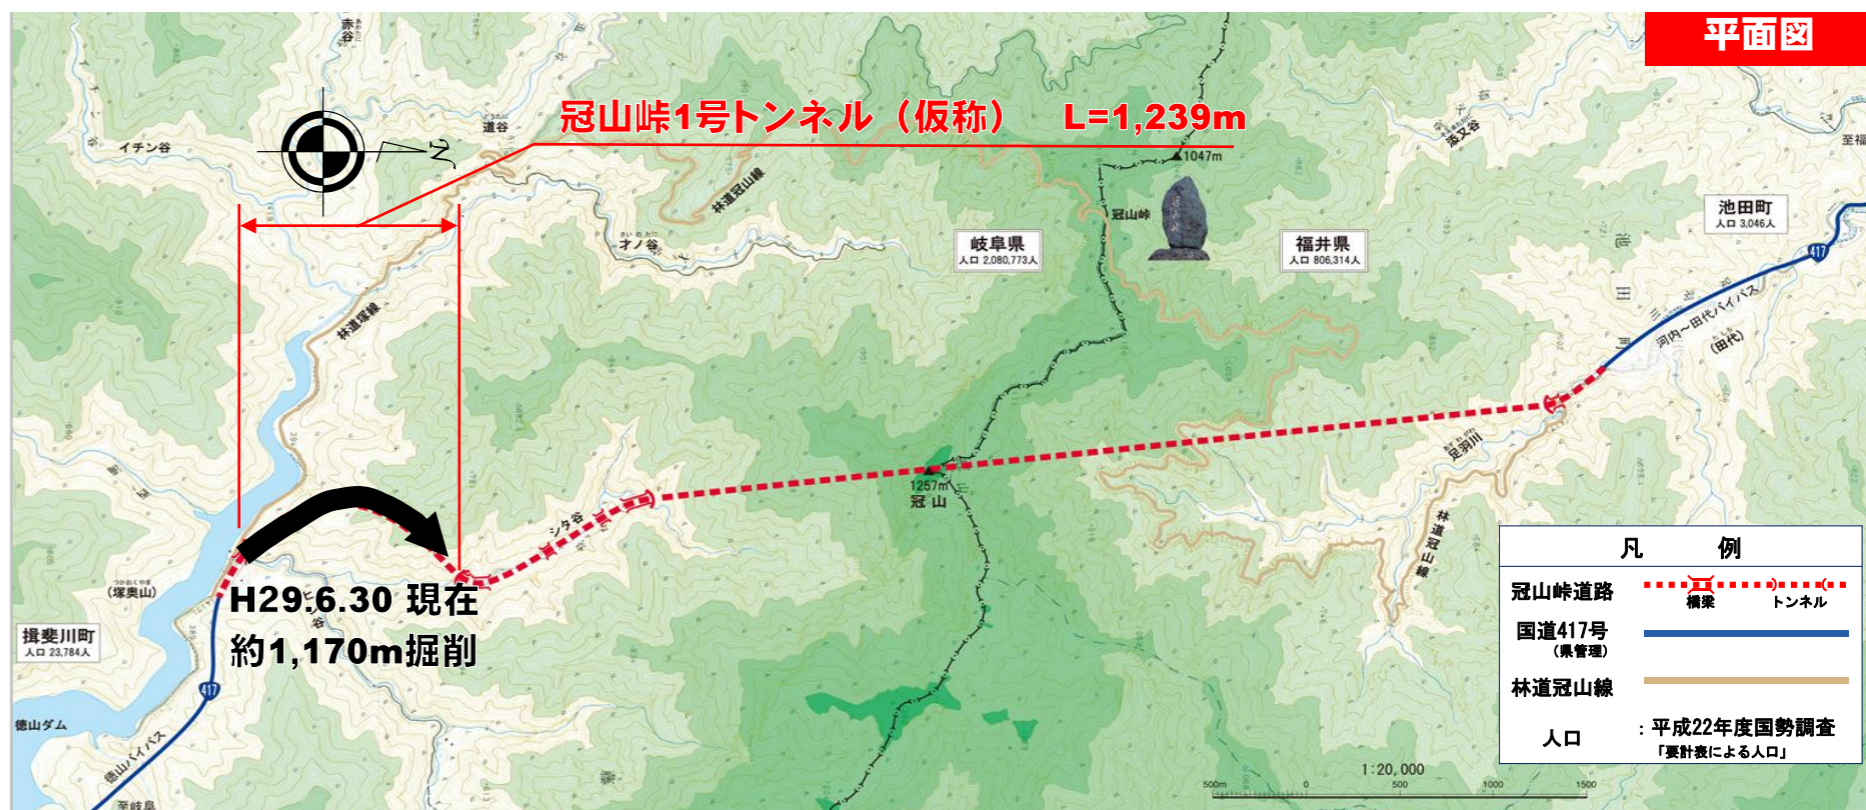 平面図
冠山峠1号トンネル（仮称） L=1,239m
赤谷
イチン谷
道谷
林道冠山線
才ノ谷
1047m
冠山峠
岐阜県
人口 2,080,773人
福井県
人口 806,314人
添又谷
至福
池田町
人口 3,046人
417
池田町
河内～田代バイパス
(田代)
林道塚線
足羽川
林道冠山線
1257m
冠山
シタ谷
H29.6.30 現在
約1,170m掘削
(塚奥山)
揖斐川町
人口 23,784人
417
徳山ダム
徳山バイパス
至岐阜
凡 例
冠山峠道路
橋梁 トンネル
国道417号
(県管理)
林道冠山線
人口 ：平成22年度国勢調査
「要計表による人口」
1:20,000
500m 0 500 1000 1500